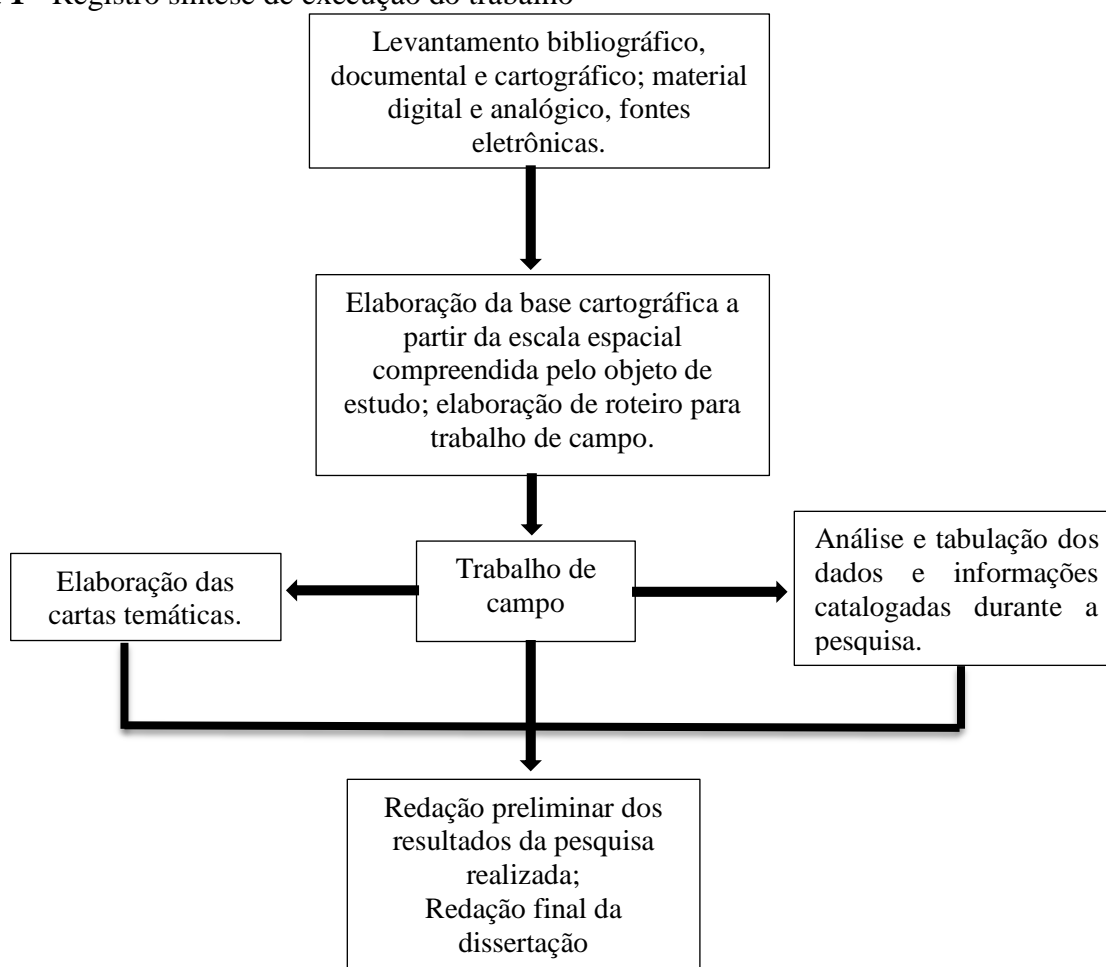 1 - Registro síntese de execução do trabalho
Levantamento bibliográfico,
documental e cartográfico; material
digital e analógico, fontes
eletrônicas.
Elaboração da base cartográfica a
partir da escala espacial
compreendida pelo objeto de
estudo; elaboração de roteiro para
trabalho de campo.
Elaboração das
cartas temáticas.
Trabalho de
campo
Análise e tabulação dos
dados e informações
catalogadas durante a
pesquisa.
Redação preliminar dos
resultados da pesquisa
realizada;
Redação final da
dissertação